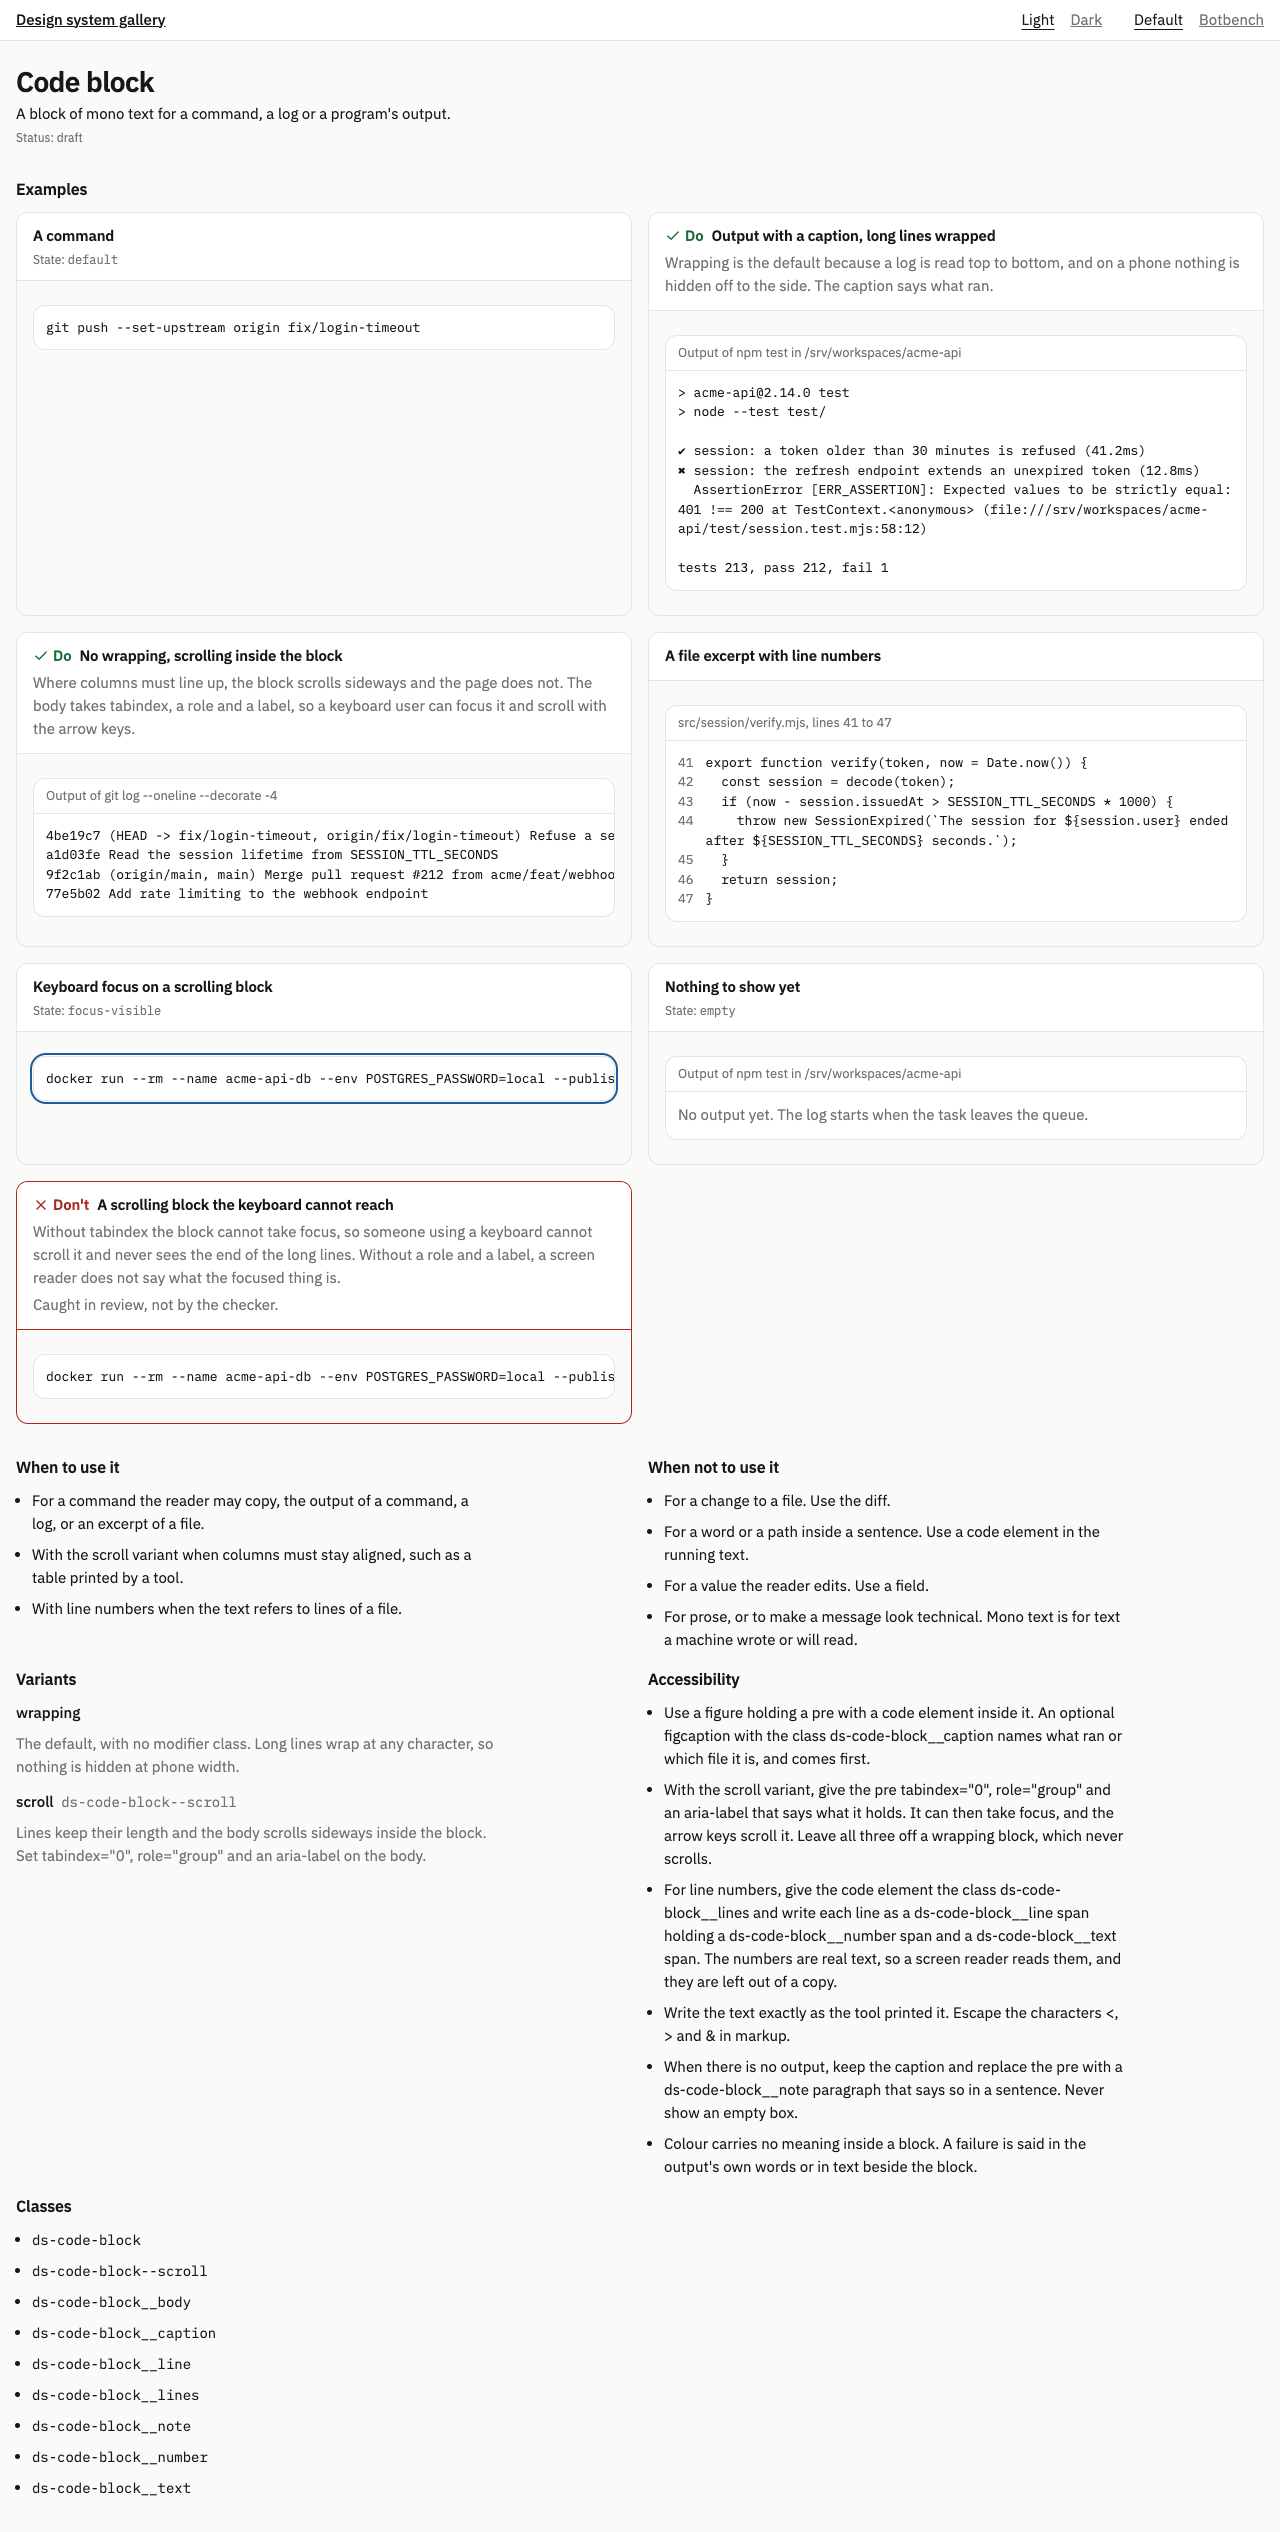 Design system gallery
Light Dark Default Botbench
Code block
A block of mono text for a command, a log or a program's output.
Status: draft
Examples
A command
State: default
git push --set-upstream origin fix/login-timeout
Do Output with a caption, long lines wrapped
Wrapping is the default because a log is read top to bottom, and on a phone nothing is
hidden off to the side. The caption says what ran.
Output of npm test in /srv/workspaces/acme-api
> acme-api@2.14.0 test
> node --test test/
✔ session: a token older than 30 minutes is refused (41.2ms)
✖ session: the refresh endpoint extends an unexpired token (12.8ms)
AssertionError [ERR_ASSERTION]: Expected values to be strictly equal:
401 !== 200 at TestContext.<anonymous> (file:///srv/workspaces/acme-
api/test/session.test.mjs:58:12)
tests 213, pass 212, fail 1
Do No wrapping, scrolling inside the block
Where columns must line up, the block scrolls sideways and the page does not. The
body takes tabindex, a role and a label, so a keyboard user can focus it and scroll with
the arrow keys.
Output of git log --oneline --decorate -4
4be19c7 (HEAD -> fix/login-timeout, origin/fix/login-timeout) Refuse a se
a1d03fe Read the session lifetime from SESSION_TTL_SECONDS
9f2c1ab (origin/main, main) Merge pull request #212 from acme/feat/webhoo
77e5b02 Add rate limiting to the webhook endpoint
A file excerpt with line numbers
src/session/verify.mjs, lines 41 to 47
41 export function verify(token, now = Date.now()) {
42 const session = decode(token);
43 if (now - session.issuedAt > SESSION_TTL_SECONDS * 1000) {
44 throw new SessionExpired(`The session for ${session.user} ended
after ${SESSION_TTL_SECONDS} seconds.`);
45 }
46 return session;
47 }
Keyboard focus on a scrolling block
State: focus-visible
docker run --rm --name acme-api-db --env POSTGRES_PASSWORD=local --publis
Nothing to show yet
State: empty
Output of npm test in /srv/workspaces/acme-api
No output yet. The log starts when the task leaves the queue.
Don't A scrolling block the keyboard cannot reach
Without tabindex the block cannot take focus, so someone using a keyboard cannot
scroll it and never sees the end of the long lines. Without a role and a label, a screen
reader does not say what the focused thing is.
Caught in review, not by the checker.
docker run --rm --name acme-api-db --env POSTGRES_PASSWORD=local --publis
When to use it
• For a command the reader may copy, the output of a command, a
log, or an excerpt of a file.
• With the scroll variant when columns must stay aligned, such as a
table printed by a tool.
• With line numbers when the text refers to lines of a file.
When not to use it
• For a change to a file. Use the diff.
• For a word or a path inside a sentence. Use a code element in the
running text.
• For a value the reader edits. Use a field.
• For prose, or to make a message look technical. Mono text is for text
a machine wrote or will read.
Variants
wrapping
The default, with no modifier class. Long lines wrap at any character, so
nothing is hidden at phone width.
scroll ds-code-block--scroll
Lines keep their length and the body scrolls sideways inside the block.
Set tabindex="0", role="group" and an aria-label on the body.
Accessibility
• Use a figure holding a pre with a code element inside it. An optional
figcaption with the class ds-code-block__caption names what ran or
which file it is, and comes first.
• With the scroll variant, give the pre tabindex="0", role="group" and
an aria-label that says what it holds. It can then take focus, and the
arrow keys scroll it. Leave all three off a wrapping block, which never
scrolls.
• For line numbers, give the code element the class ds-code-
block__lines and write each line as a ds-code-block__line span
holding a ds-code-block__number span and a ds-code-block__text
span. The numbers are real text, so a screen reader reads them, and
they are left out of a copy.
• Write the text exactly as the tool printed it. Escape the characters <,
> and & in markup.
• When there is no output, keep the caption and replace the pre with a
ds-code-block__note paragraph that says so in a sentence. Never
show an empty box.
• Colour carries no meaning inside a block. A failure is said in the
output's own words or in text beside the block.
Classes
• ds-code-block
• ds-code-block--scroll
• ds-code-block__body
• ds-code-block__caption
• ds-code-block__line
• ds-code-block__lines
• ds-code-block__note
• ds-code-block__number
• ds-code-block__text